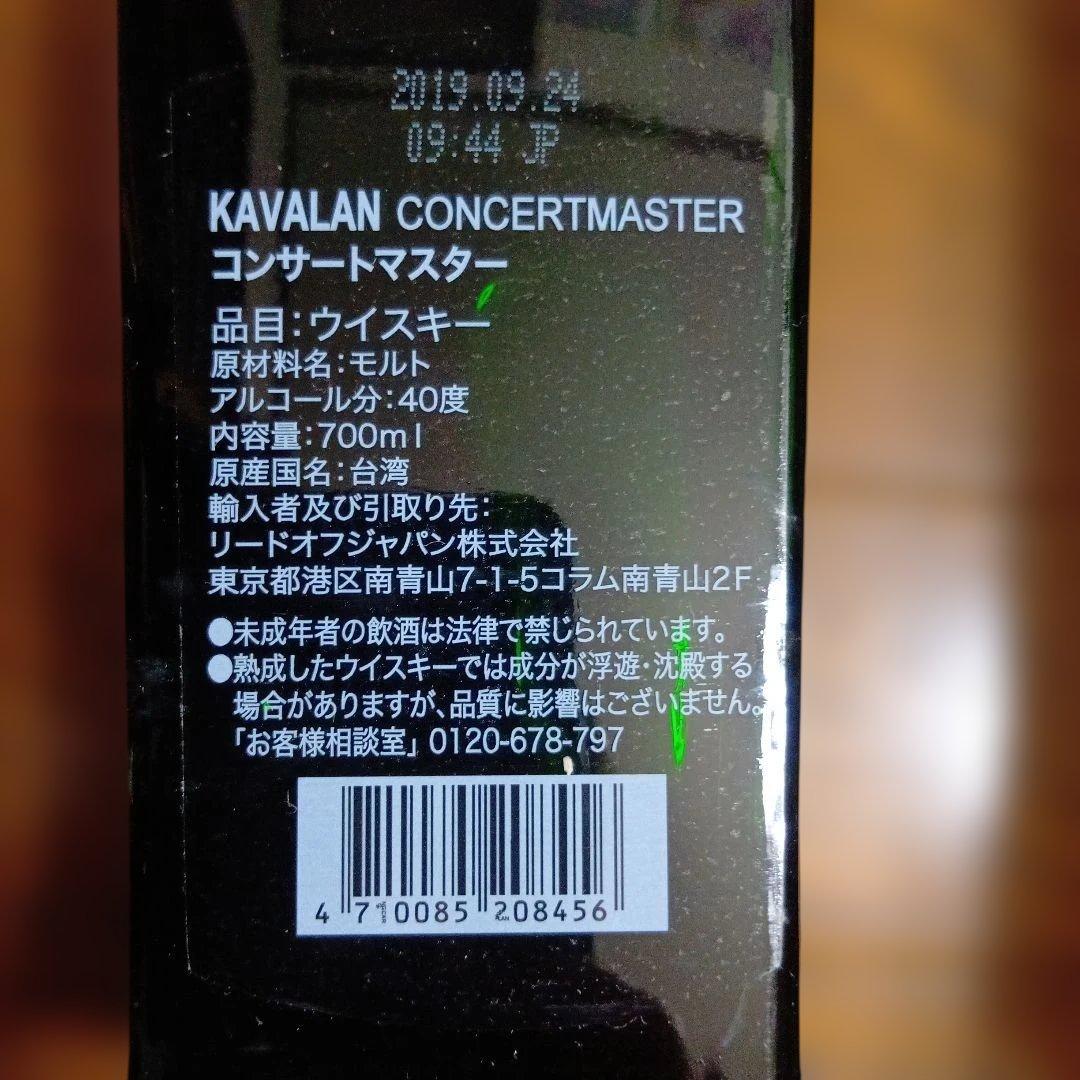 2019.09.24
09:44 JP
KAVALAN CONCERTMASTER
コンサートマスター
品目:ウイスキー
原材料名:モルト
アルコール分:40度
内容量:700ml
原産国名:台湾
輸入者及び引取り先:
リードオフジャパン株式会社
東京都港区南青山7-1-5コラム南青山2F
●未成年者の飲酒は法律で禁じられています。
●熟成したウイスキーでは成分が浮遊・沈殿する
場合がありますが、品質に影響はございません。
「お客様相談室」0120-678-797
4 710085 208456